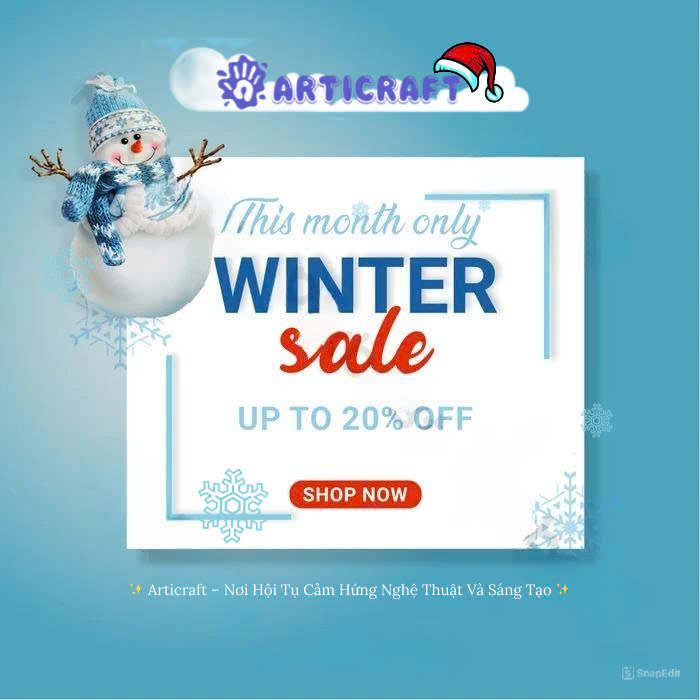 ARTICRAFT
This month only
WINTER
sale
UP TO 20% OFF
SHOP NOW
✨ Articraft – Nơi Hội Tụ Cảm Hứng Nghệ Thuật Và Sáng Tạo ✨
SnapEdit